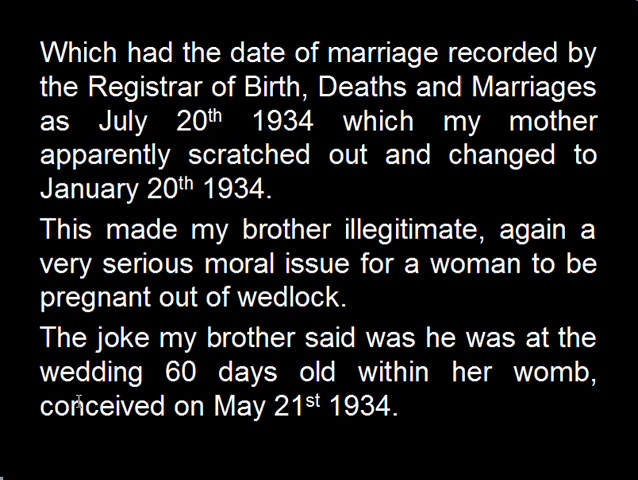 Which had the date of marriage recorded by
the Registrar of Birth, Deaths and Marriages
as July 20th 1934 which my mother
apparently scratched out and changed to
January 20th 1934.
This made my brother illegitimate, again a
very serious moral issue for a woman to be
pregnant out of wedlock.
The joke my brother said was he was at the
wedding 60 days old within her womb,
conceived on May 21st 1934.